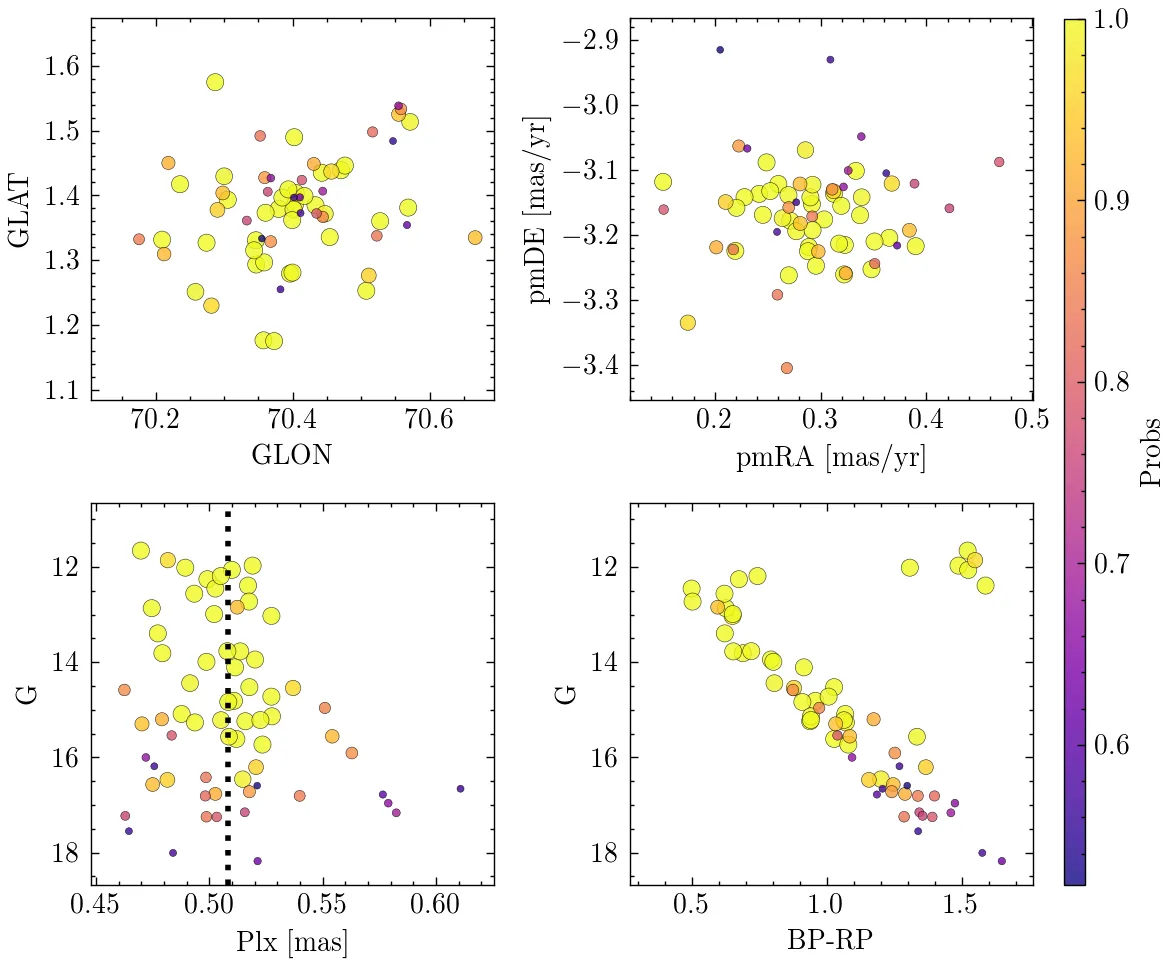 1.6
1.5
1.4
1.3
1.2
1.1
GLAT
70.2 70.4 70.6
GLON
−2.9
−3.0
−3.1
−3.2
−3.3
−3.4
pmDE [mas/yr]
0.2 0.3 0.4 0.5
pmRA [mas/yr]
12
14
16
18
G
0.45 0.50 0.55 0.60
Plx [mas]
12
14
16
18
G
0.5 1.0 1.5
BP-RP
1.0
0.9
0.8
0.7
0.6
Probs